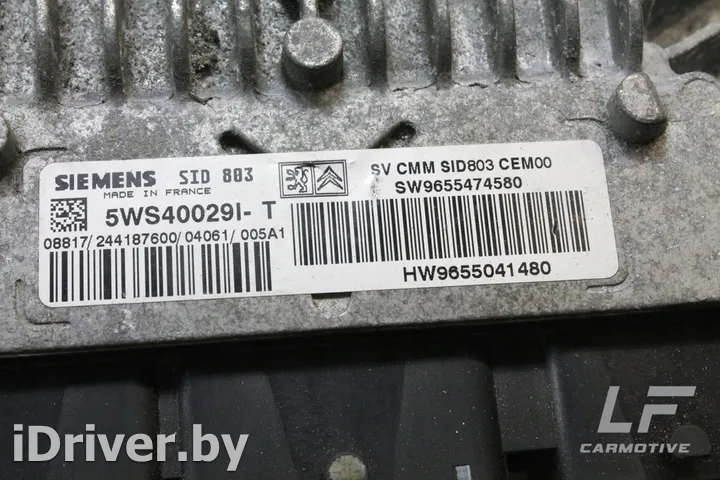 SIEMENS SID 803
MADE IN FRANCE
5WS40029I- T
08817/ 244187600/ 04061/ 005A1
SV CMM SID803 CEM00
SW9655474580
HW9655041480
LF
CARMOTIVE
iDriver.by